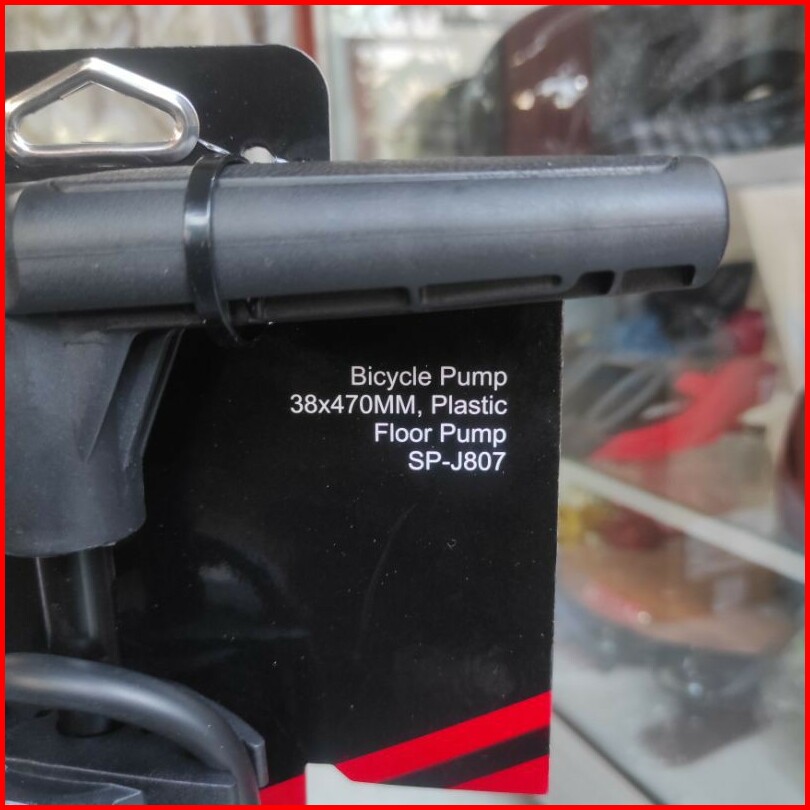 Bicycle Pump
38x470MM, Plastic
Floor Pump
SP-J807